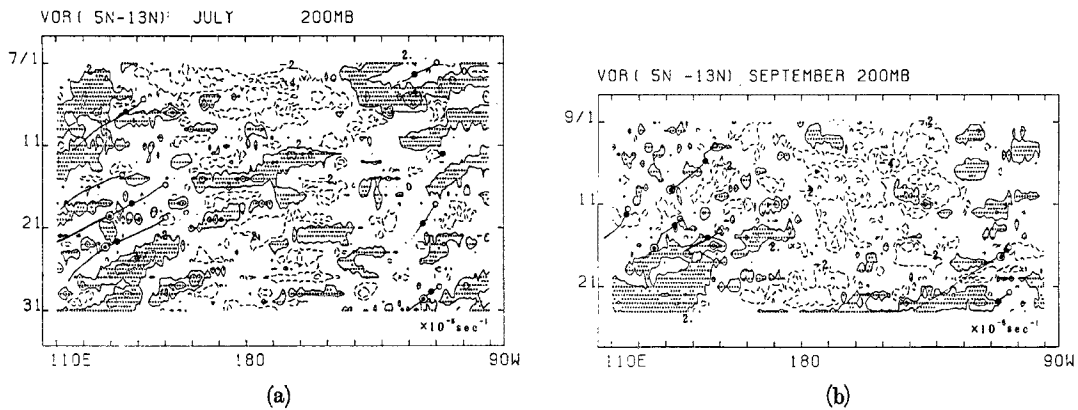 VOR( 5N-13N): JULY 200MB
7/1
11
21
31
110E 180 90W
×10⁻⁶sec⁻¹
(a)
VOR( 5N -13N) SEPTEMBER 200MB
9/1
11
21
110E 180 90W
×10⁻⁶sec⁻¹
(b)